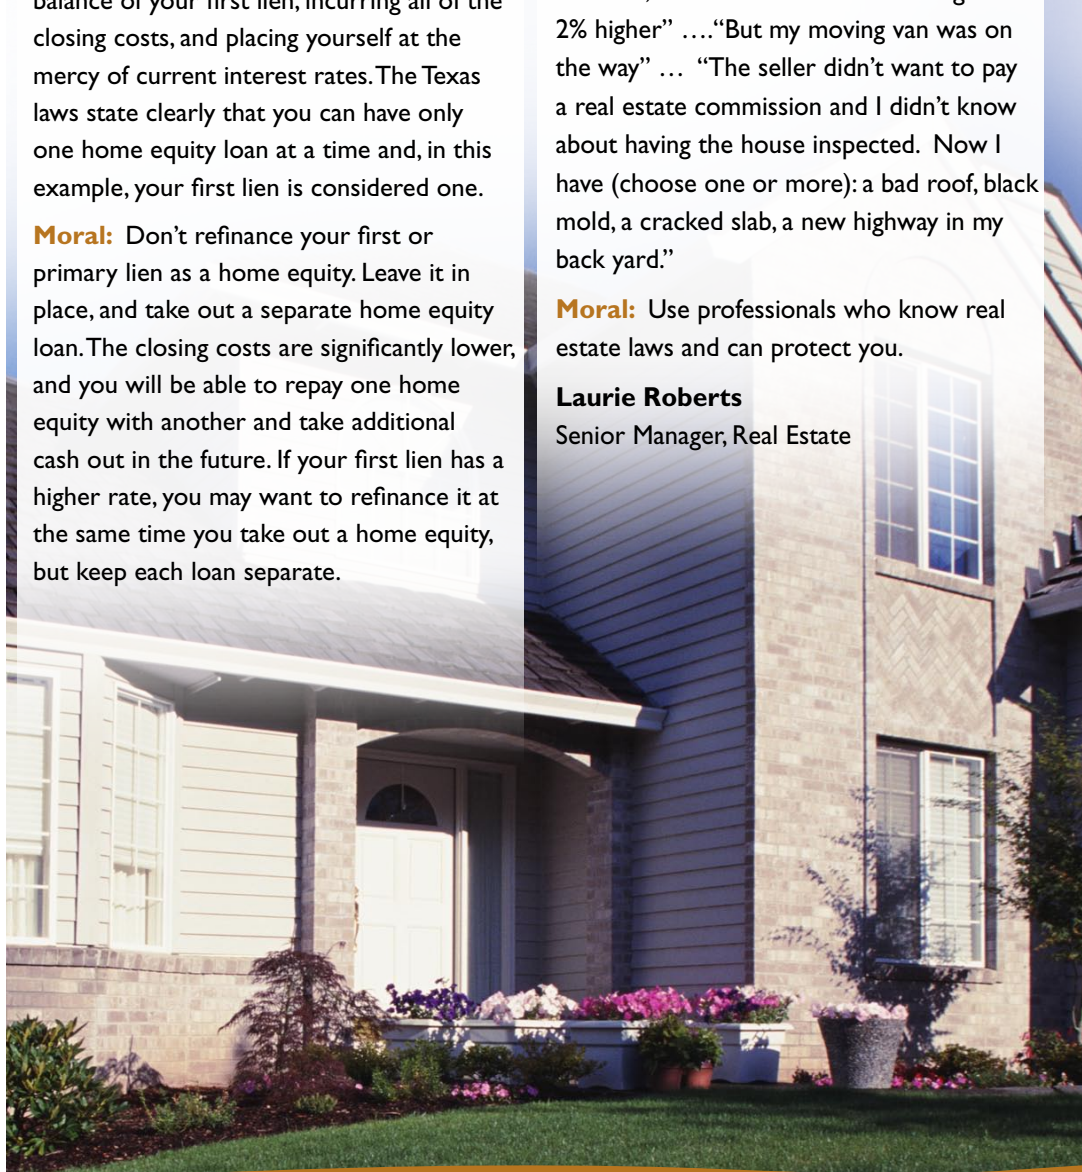 balance of your first lien, incurring all of the
closing costs, and placing yourself at the
mercy of current interest rates. The Texas
laws state clearly that you can have only
one home equity loan at a time and, in this
example, your first lien is considered one.
Moral: Don’t refinance your first or
primary lien as a home equity. Leave it in
place, and take out a separate home equity
loan. The closing costs are significantly lower,
and you will be able to repay one home
equity with another and take additional
cash out in the future. If your first lien has a
higher rate, you may want to refinance it at
the same time you take out a home equity,
but keep each loan separate.
2% higher” ….“But my moving van was on
the way” … “The seller didn’t want to pay
a real estate commission and I didn’t know
about having the house inspected. Now I
have (choose one or more): a bad roof, black
mold, a cracked slab, a new highway in my
back yard.”
Moral: Use professionals who know real
estate laws and can protect you.
Laurie Roberts
Senior Manager, Real Estate